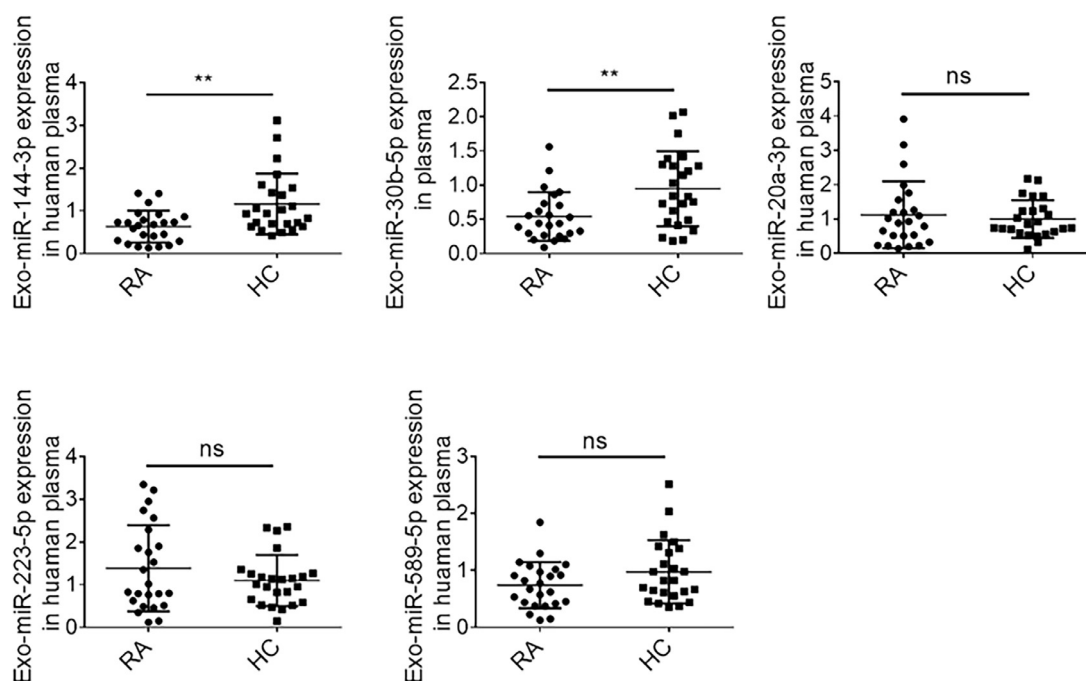 Exo-miR-144-3p expression
in huaman plasma
4
3
2
1
0
**
RA
HC
Exo-miR-30b-5p expression
in plasma
2.5
2.0
1.5
1.0
0.5
0.0
**
RA
HC
Exo-miR-20a-3p expression
in huaman plasma
5
4
3
2
1
0
ns
RA
HC
Exo-miR-223-5p expression
in huaman plasma
4
3
2
1
0
ns
RA
HC
Exo-miR-589-5p expression
in human plasma
3
2
1
0
ns
RA
HC